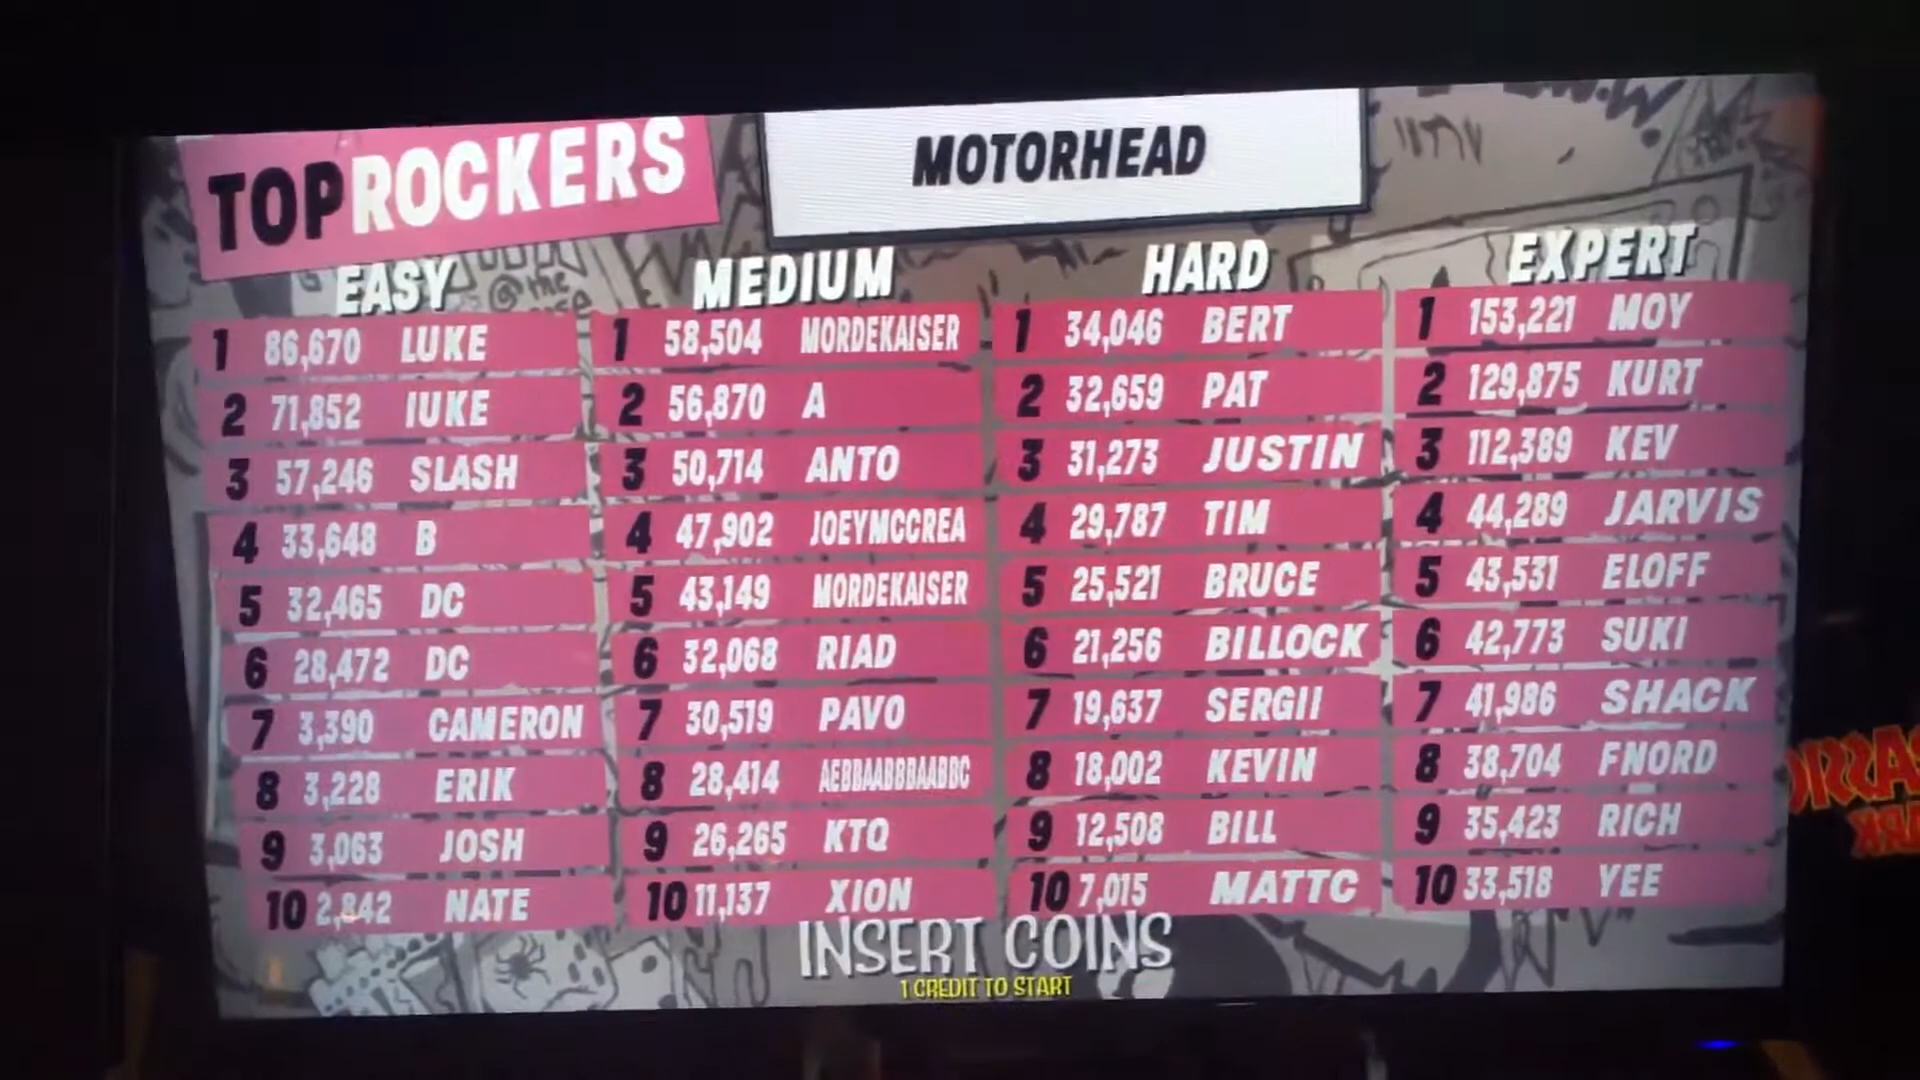 TOP ROCKERS
MOTORHEAD
EASY
1 86,670 LUKE
2 71,852 IUKE
3 57,246 SLASH
4 33,648 B
5 32,465 DC
6 28,472 DC
7 3,390 CAMERON
8 3,228 ERIK
9 3,063 JOSH
10 2,842 NATE
MEDIUM
1 58,504 MORDEKAISER
2 56,870 A
3 50,714 ANTO
4 47,902 JOEYMCCREA
5 43,149 MORDEKAISER
6 32,068 RIAD
7 30,519 PAVO
8 28,414
9 26,265 KTQ
10 11,137 XION
HARD
1 34,046 BERT
2 32,659 PAT
3 31,273 JUSTIN
4 29,787 TIM
5 25,521 BRUCE
6 21,256 BILLOCK
7 19,637 SERGII
8 18,002 KEVIN
9 12,508 BILL
10 7,015 MATTC
EXPERT
1 153,221 MOY
2 129,875 KURT
3 112,389 KEV
4 44,289 JARVIS
5 43,531 ELOFF
6 42,773 SUKI
7 41,986 SHACK
8 38,704 FNORD
9 35,423 RICH
10 33,518 YEE
@the
INSERT COINS
1 CREDIT TO START